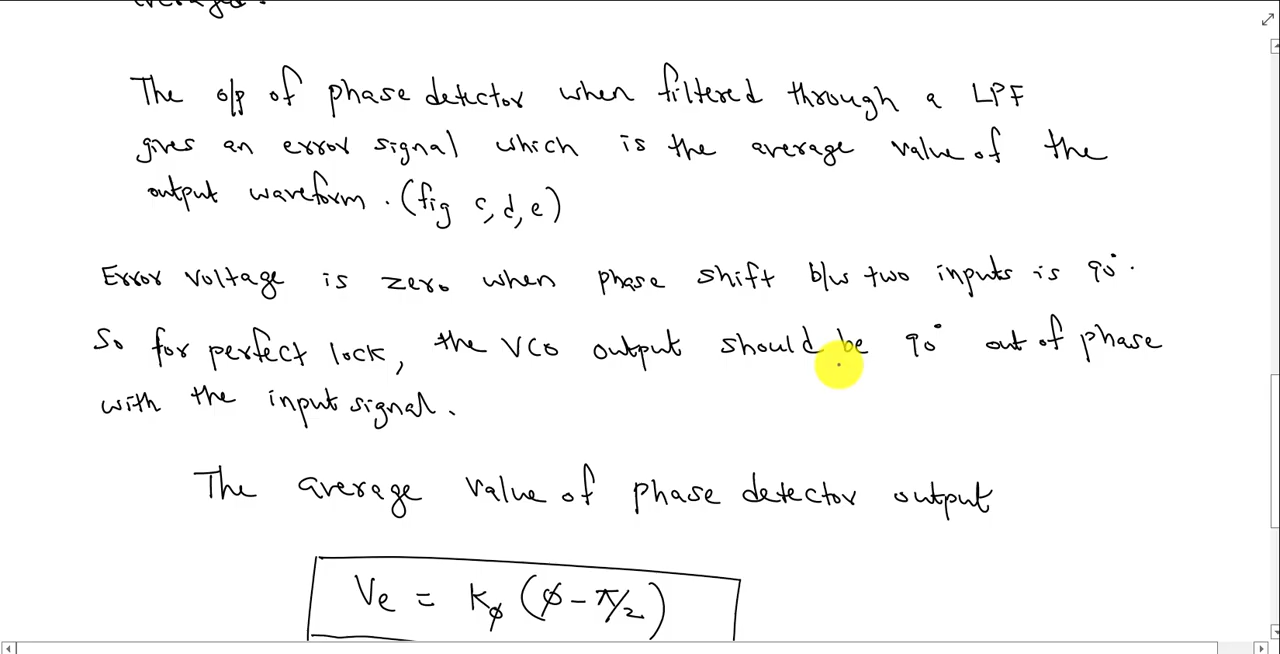 averaged.
The o/p of phase detector when filtered through a LPF
gives an error signal which is the average value of the
output waveform. (fig c, d, e)
Error voltage is zero when phase shift b/w two inputs is 90°.
So for perfect lock, the VCO output should be 90° out of phase
with the input signal.
The average value of phase detector output
Ve = Kϕ (ϕ - π/2)